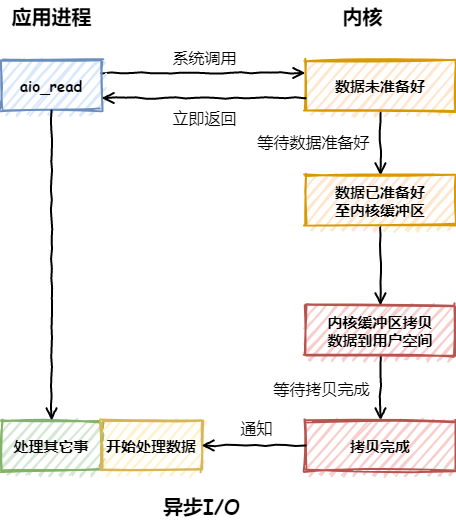 应用进程
内核
系统调用
aio_read
数据未准备好
立即返回
等待数据准备好
数据已准备好
至内核缓冲区
内核缓冲区拷贝
数据到用户空间
等待拷贝完成
通知
处理其它事
开始处理数据
拷贝完成
异步I/O